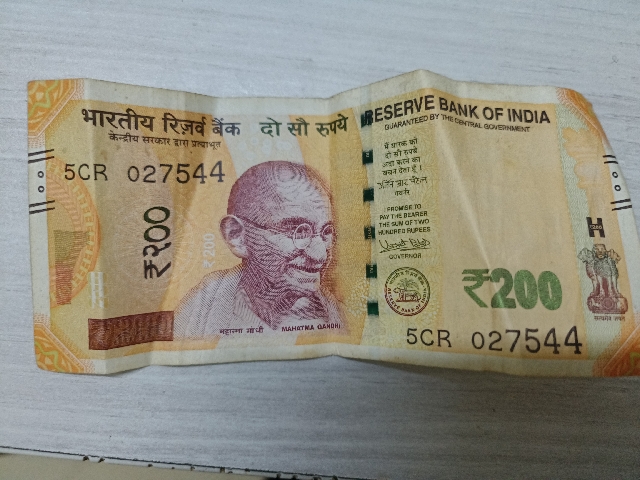 भारतीय रिज़र्व बैंक दो सौ रुपये
केन्द्रीय सरकार द्वारा प्रत्याभूत
5CR 027544
₹२००
₹200
महात्मा गांधी MAHATMA GANDHI
RESERVE BANK OF INDIA
GUARANTEED BY THE CENTRAL GOVERNMENT
मैं धारक को
दो सौ रुपये
अदा करने का
वचन देता हूँ।
I PROMISE TO
PAY THE BEARER
THE SUM OF TWO
HUNDRED RUPEES
GOVERNOR
₹200
H
सत्यमेव जयते
5CR 027544